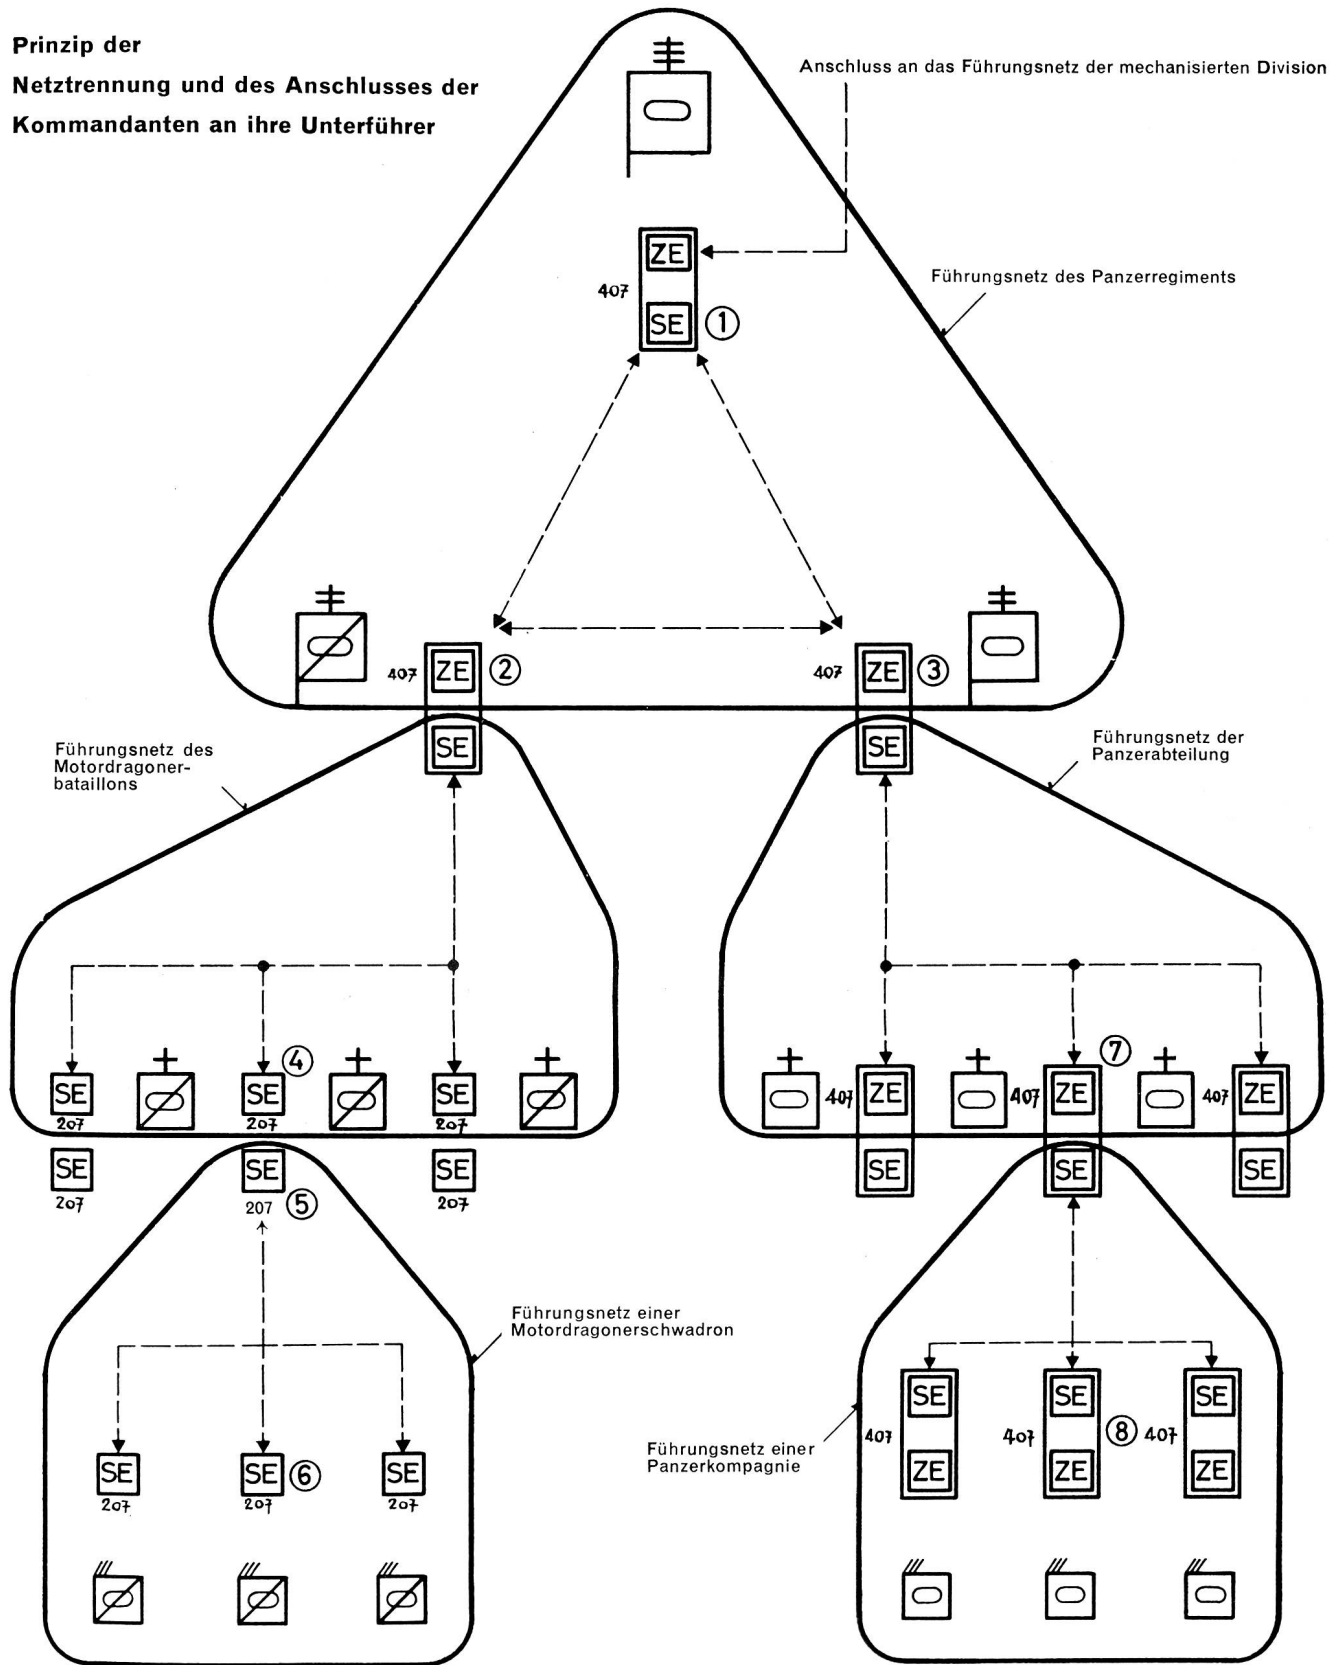 Prinzip der
Netztrennung und des Anschlusses der
Kommandanten an ihre Unterführer
Anschluss an das Führungsnetz der mechanisierten Division
ZE
407
SE ①
Führungsnetz des Panzerregiments
407 ZE ②
407 ZE ③
SE
SE
Führungsnetz des
Motordragoner-
bataillons
Führungsnetz der
Panzerabteilung
④
SE SE SE
207 207 207
SE SE SE
207 207 ⑤ 207
⑦
407 ZE 407 ZE 407 ZE
SE SE SE
Führungsnetz einer
Motordragonerschwadron
SE SE ⑥ SE
207 207 207
Führungsnetz einer
Panzerkompagnie
SE SE SE
407 407 ⑧ 407
ZE ZE ZE